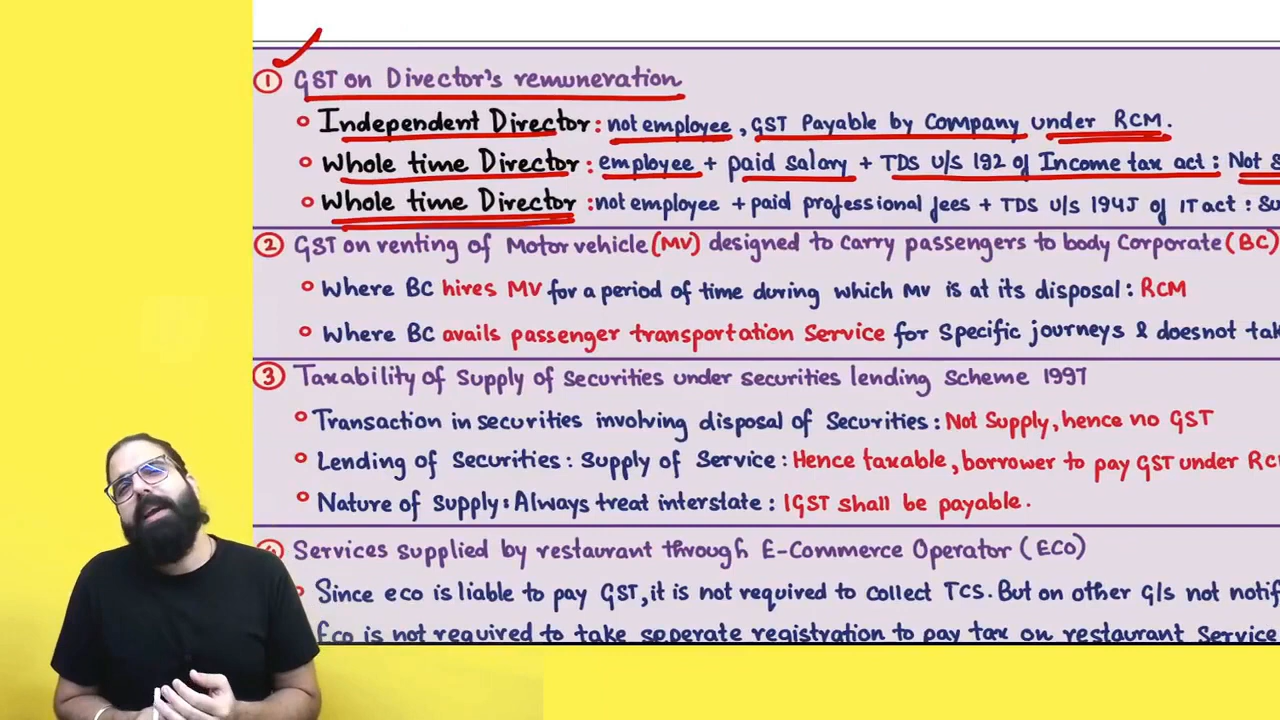 ① GST on Director's remuneration
Independent Director: not employee, GST Payable by Company under RCM.
Whole time Director: employee + paid salary + TDS u/s 192 of Income tax act: Not
Whole time Director: not employee + paid professional fees + TDS u/s 194J of IT act:
② GST on renting of Motor vehicle (MV) designed to carry passengers to body Corporate (BC)
Where BC hires MV for a period of time during which MV is at its disposal: RCM
Where BC avails passenger transportation Service for Specific journeys & doesnot
③ Taxability of Supply of Securities under securities lending Scheme 1997
Transaction in securities involving disposal of Securities: Not Supply, hence no GST
Lending of Securities: Supply of Service: Hence taxable, borrower to pay GST under
Nature of Supply: Always treat interstate: IGST shall be payable.
Services supplied by restaurant through E-Commerce Operator (ECO)
Since eco is liable to pay GST, it is not required to collect TCS. But on other G/s not
Eco is not required to take seperate registration to pay tax on restaurant Service